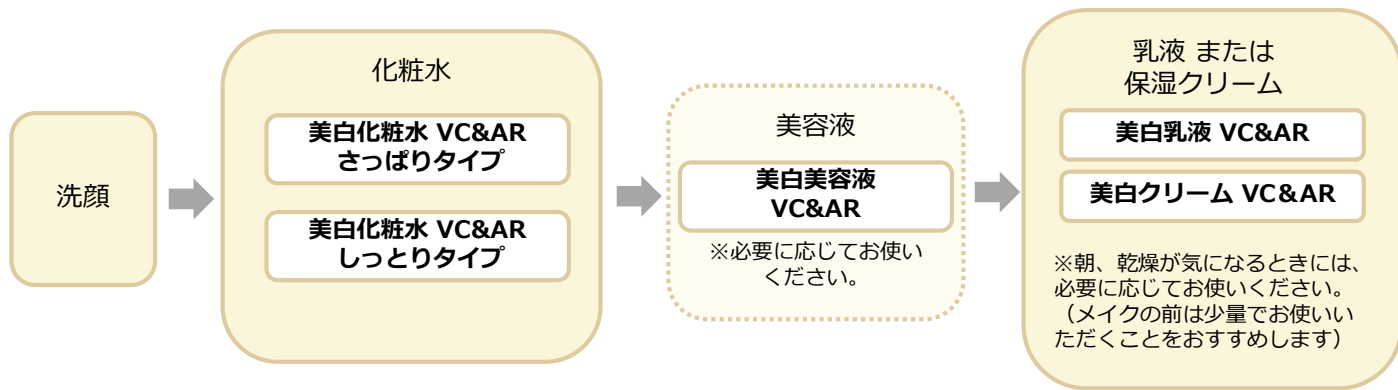 洗顔
化粧水
美白化粧水 VC&AR
さっぱりタイプ
美白化粧水 VC&AR
しっとりタイプ
美容液
美白美容液
VC&AR
※必要に応じてお使い
ください。
乳液 または
保湿クリーム
美白乳液 VC&AR
美白クリーム VC&AR
※朝、乾燥が気になるときには、
必要に応じてお使いください。
（メイクの前は少量でお使いい
ただくことをおすすめします）